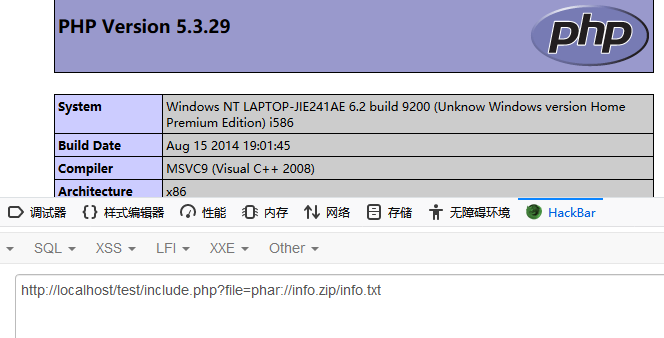 PHP Version 5.3.29
php
System
Windows NT LAPTOP-JIE241AE 6.2 build 9200 (Unknow Windows version Home
Premium Edition) i586
Build Date
Aug 15 2014 19:01:45
Compiler
MSVC9 (Visual C++ 2008)
Architecture
x86
调试器 样式编辑器 性能 内存 网络 存储 无障碍环境 HackBar
SQL XSS LFI XXE Other
http://localhost/test/include.php?file=phar://info.zip/info.txt